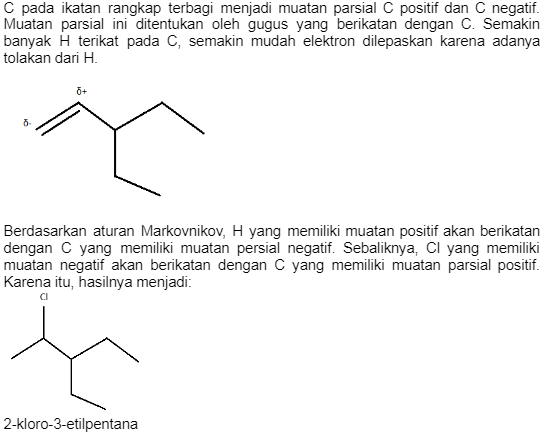 C pada ikatan rangkap terbagi menjadi muatan parsial C positif dan C negatif.
Muatan parsial ini ditentukan oleh gugus yang berikatan dengan C. Semakin
banyak H terikat pada C, semakin mudah elektron dilepaskan karena adanya
tolakan dari H.
δ+
δ-
Berdasarkan aturan Markovnikov, H yang memiliki muatan positif akan berikatan
dengan C yang memiliki muatan persial negatif. Sebaliknya, Cl yang memiliki
muatan negatif akan berikatan dengan C yang memiliki muatan parsial positif.
Karena itu, hasilnya menjadi:
Cl
2-kloro-3-etilpentana